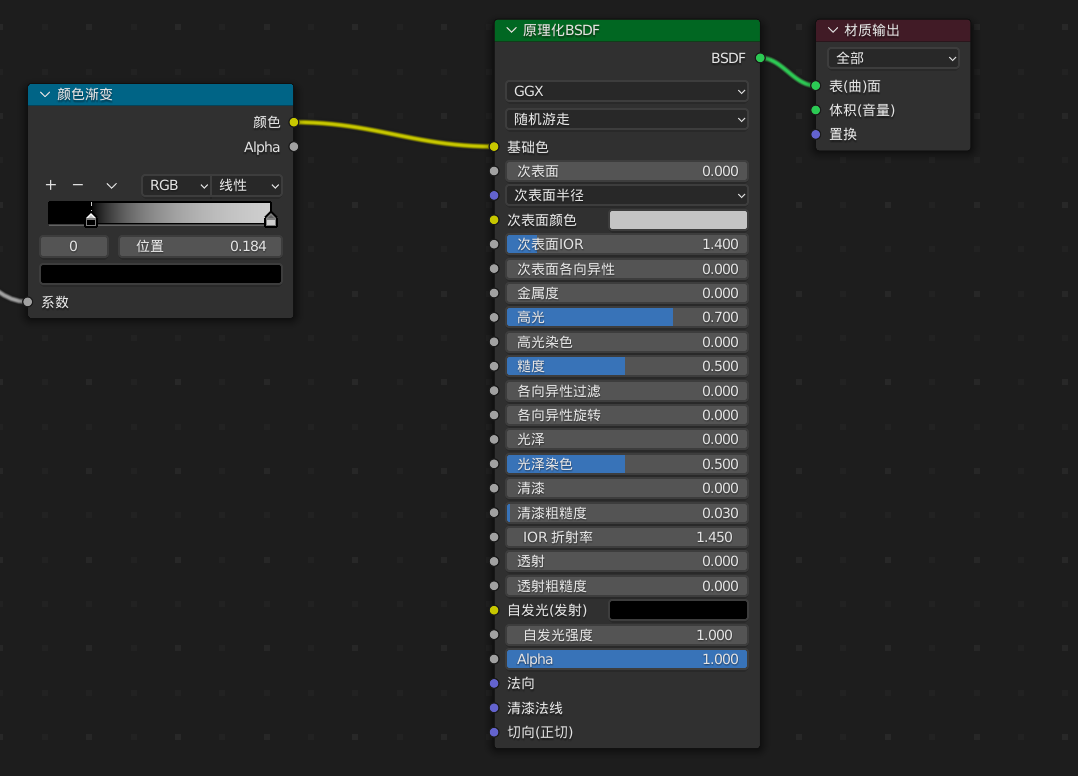 颜色渐变
颜色
Alpha
RGB 线性
0 位置 0.184
系数
原理化BSDF
BSDF
GGX
随机游走
基础色
次表面 0.000
次表面半径
次表面颜色
次表面IOR 1.400
次表面各向异性 0.000
金属度 0.000
高光 0.700
高光染色 0.000
糙度 0.500
各向异性过滤 0.000
各向异性旋转 0.000
光泽 0.000
光泽染色 0.500
清漆 0.000
清漆粗糙度 0.030
IOR 折射率 1.450
透射 0.000
透射粗糙度 0.000
自发光(发射)
自发光强度 1.000
Alpha 1.000
法向
清漆法线
切向(正切)
材质输出
全部
表(曲)面
体积(音量)
置换